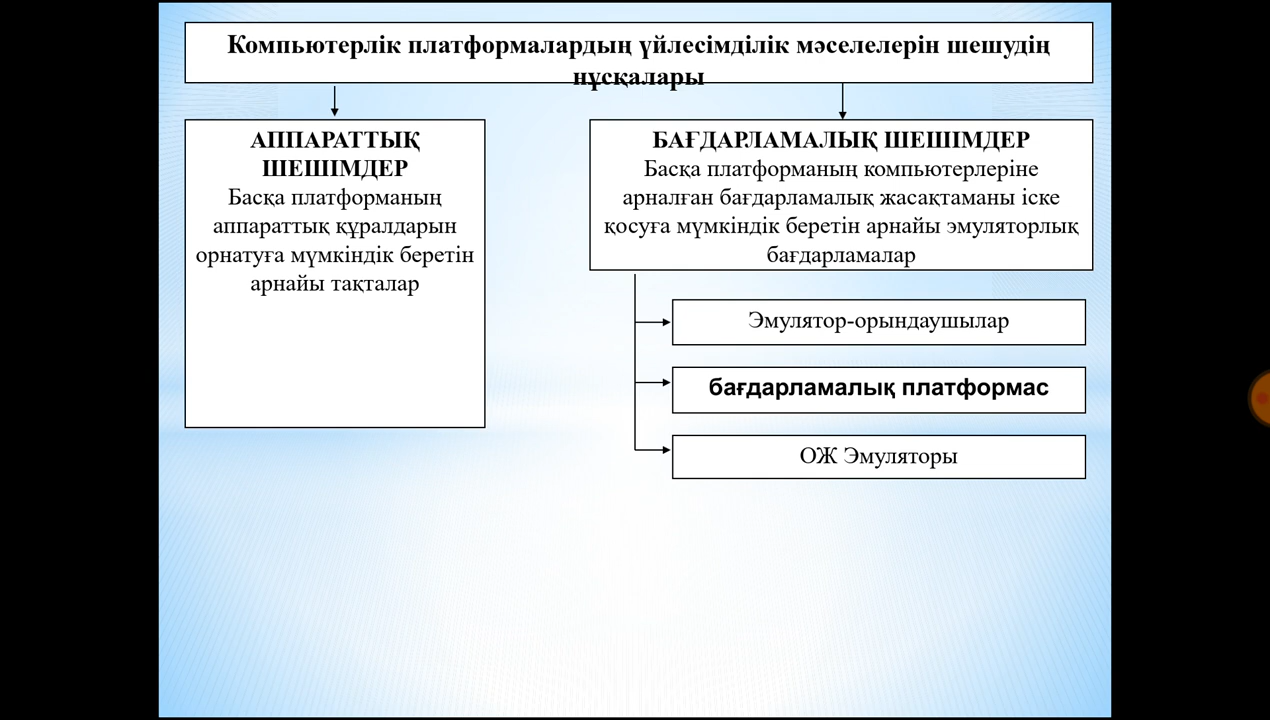 Компьютерлік платформалардың үйлесімділік мәселелерін шешудің
нұсқалары
АППАРАТТЫҚ
ШЕШІМДЕР
Басқа платформаның
аппараттық құралдарын
орнатуға мүмкіндік беретін
арнайы тақталар
БАҒДАРЛАМАЛЫҚ ШЕШІМДЕР
Басқа платформаның компьютерлеріне
арналған бағдарламалық жасақтаманы іске
қосуға мүмкіндік беретін арнайы эмуляторлық
бағдарламалар
Эмулятор-орындаушылар
бағдарламалық платформас
ОЖ Эмуляторы